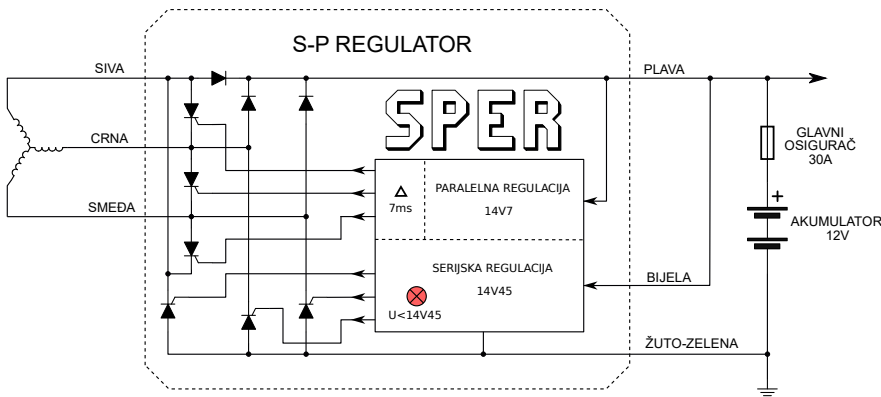 S-P REGULATOR
SIVA
PLAVA
SPER
CRNA
GLAVNI
OSIGURAČ
30A
Δ
7ms
PARALELNA REGULACIJA
14V7
SMEĐA
+
AKUMULATOR
12V
SERIJSKA REGULACIJA
14V45
BIJELA
U<14V45
ŽUTO-ZELENA